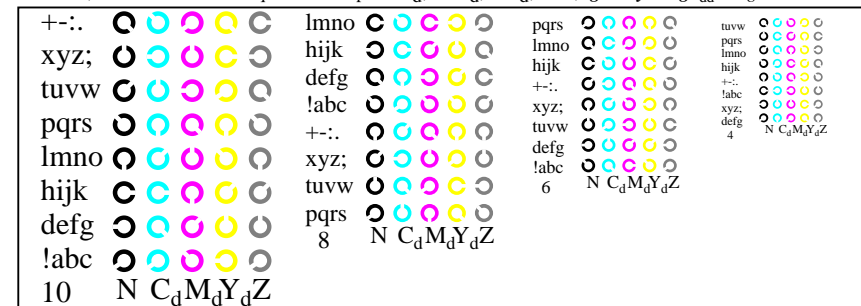 +-:.
xyz;
tuvw
pqrs
lmno
hijk
defg
!abc
10 N CdMdYdZ
lmno
hijk
defg
!abc
+-:.
xyz;
tuvw
pqrs
8 N CdMdYdZ
pqrs
lmno
hijk
+-:.
xyz;
tuvw
defg
!abc
6 N CdMdYdZ
tuvw
pqrs
lmno
hijk
+-:.
!abc
xyz;
defg
4 N CdMdYdZ